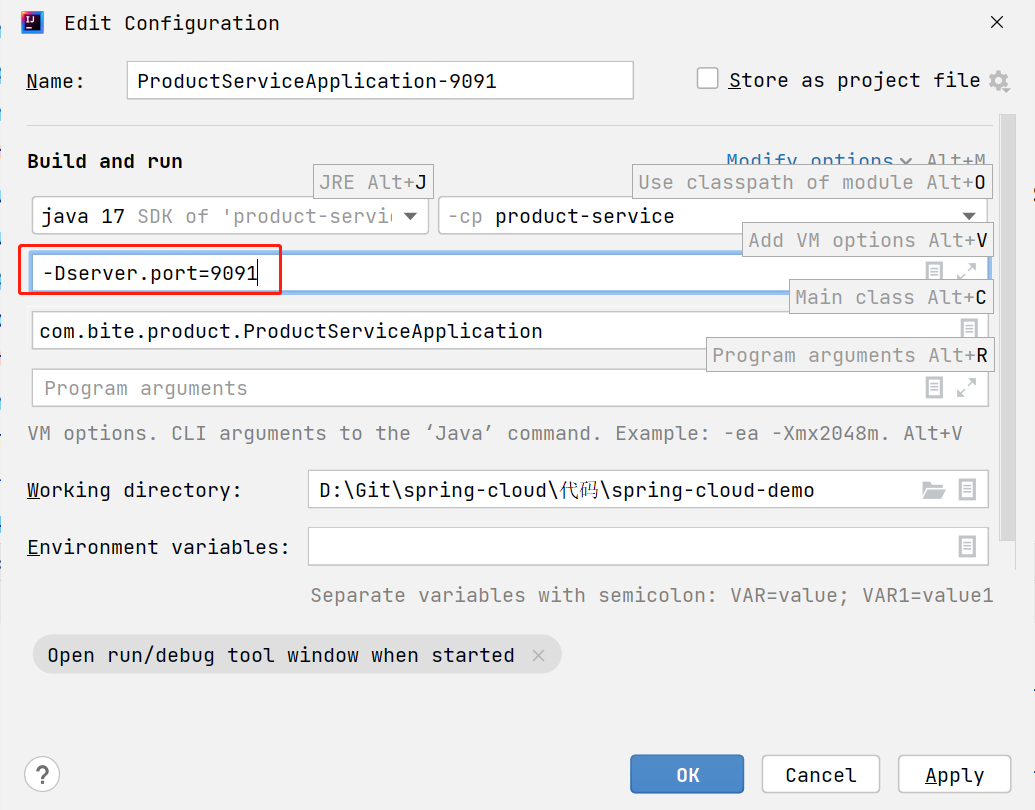 Edit Configuration
Name: ProductServiceApplication-9091 Store as project file
Build and run Modify options Alt+M
JRE Alt+J Use classpath of module Alt+O
java 17 SDK of 'product-servi -cp product-service
Add VM options Alt+V
-Dserver.port=9091
Main class Alt+C
com.bite.product.ProductServiceApplication
Program arguments Alt+R
Program arguments
VM options. CLI arguments to the ‘Java’ command. Example: -ea -Xmx2048m. Alt+V
Working directory: D:\Git\spring-cloud\代码\spring-cloud-demo
Environment variables:
Separate variables with semicolon: VAR=value; VAR1=value1
Open run/debug tool window when started
? OK Cancel Apply